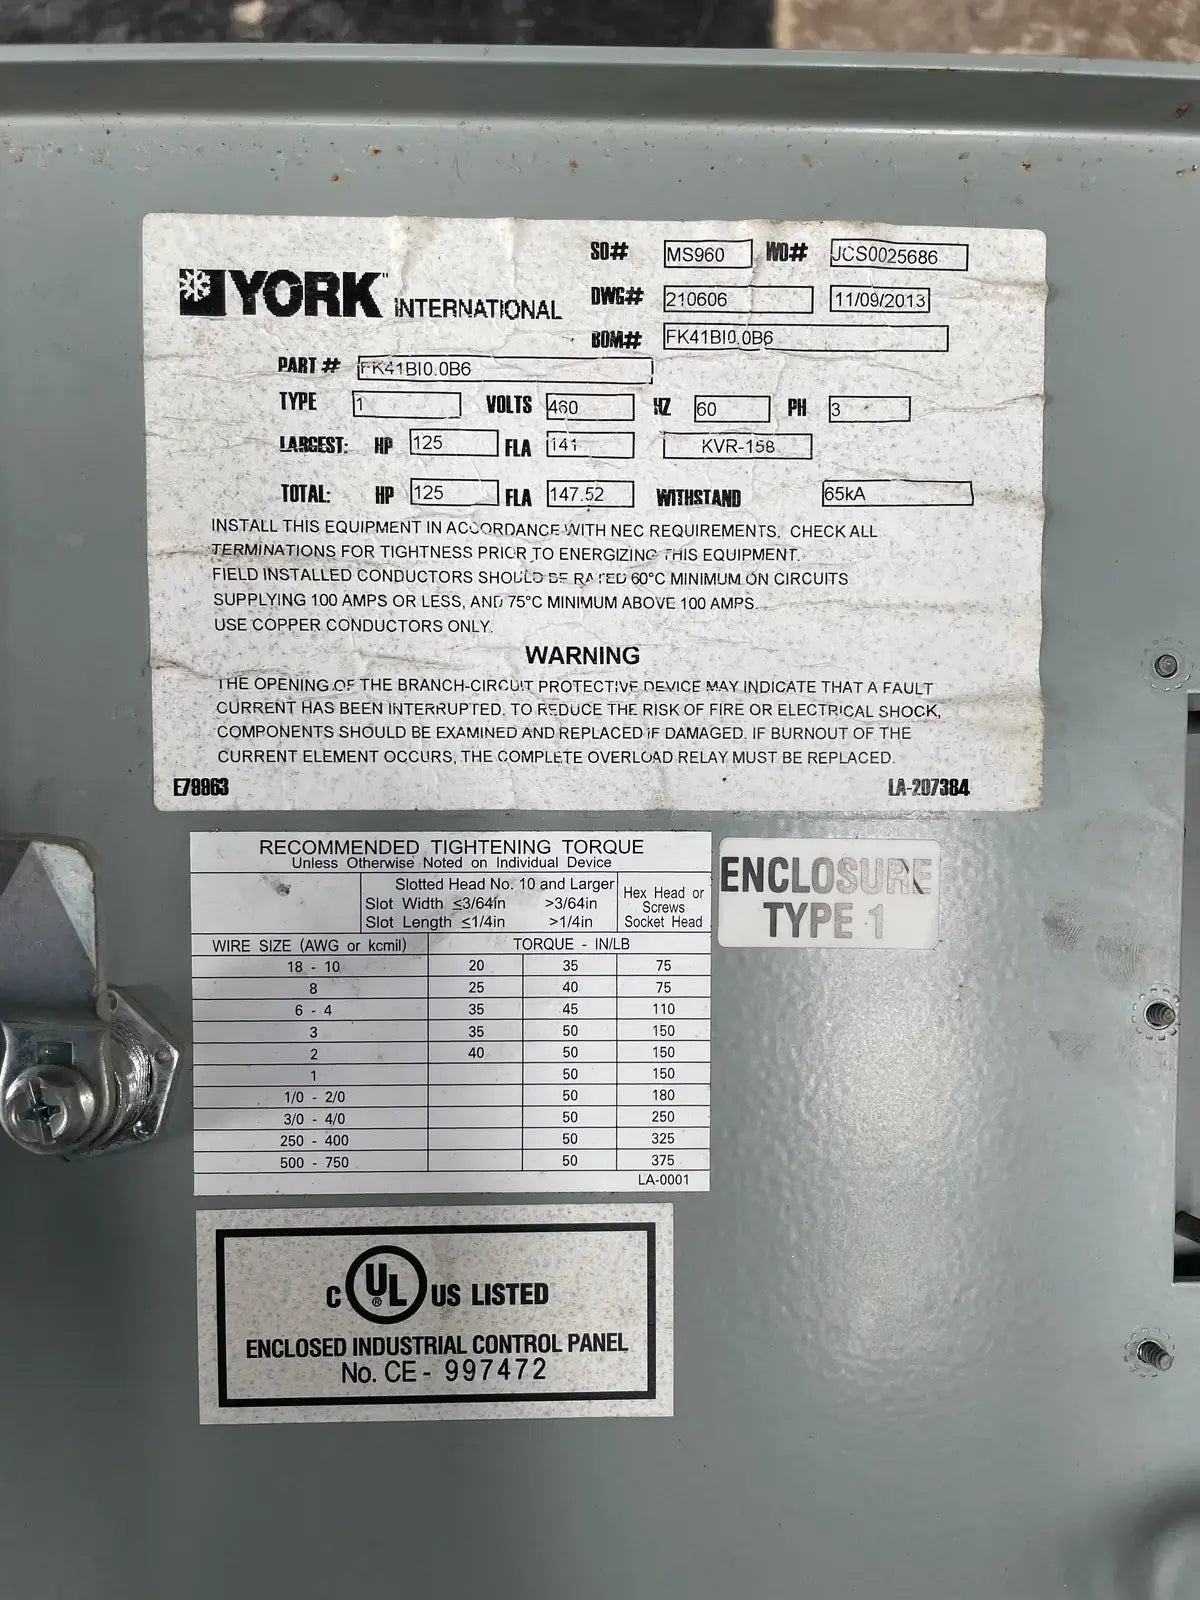 YORK INTERNATIONAL
SO# MS960 WO# JCS0025686
DWG# 210606 11/09/2013
BOM# FK41BI0.0B6
PART # FK41BI0.0B6
TYPE 1 VOLTS 460 HZ 60 PH 3
LARGEST: HP 125 FLA 141 KVR-158
TOTAL: HP 125 FLA 147.52 WITHSTAND 65kA
INSTALL THIS EQUIPMENT IN ACCORDANCE WITH NEC REQUIREMENTS. CHECK ALL
TERMINATIONS FOR TIGHTNESS PRIOR TO ENERGIZING THIS EQUIPMENT.
FIELD INSTALLED CONDUCTORS SHOULD BE RATED 60°C MINIMUM ON CIRCUITS
SUPPLYING 100 AMPS OR LESS, AND 75°C MINIMUM ABOVE 100 AMPS.
USE COPPER CONDUCTORS ONLY.
WARNING
THE OPENING OF THE BRANCH-CIRCUIT PROTECTIVE DEVICE MAY INDICATE THAT A FAULT
CURRENT HAS BEEN INTERRUPTED. TO REDUCE THE RISK OF FIRE OR ELECTRICAL SHOCK,
COMPONENTS SHOULD BE EXAMINED AND REPLACED IF DAMAGED. IF BURNOUT OF THE
CURRENT ELEMENT OCCURS, THE COMPLETE OVERLOAD RELAY MUST BE REPLACED.
E79963 LA-207384
RECOMMENDED TIGHTENING TORQUE
Unless Otherwise Noted on Individual Device
Slotted Head No. 10 and Larger
Slot Width ≤3/64in >3/64in
Slot Length ≤1/4in >1/4in
Hex Head or
Screws
Socket Head
WIRE SIZE (AWG or kcmil) TORQUE - IN/LB
18 - 10 20 35 75
8 25 40 75
6 - 4 35 45 110
3 35 50 150
2 40 50 150
1 50 150
1/0 - 2/0 50 180
3/0 - 4/0 50 250
250 - 400 50 325
500 - 750 50 375
LA-0001
ENCLOSURE
TYPE 1
C UL ® US LISTED
ENCLOSED INDUSTRIAL CONTROL PANEL
No. CE - 997472